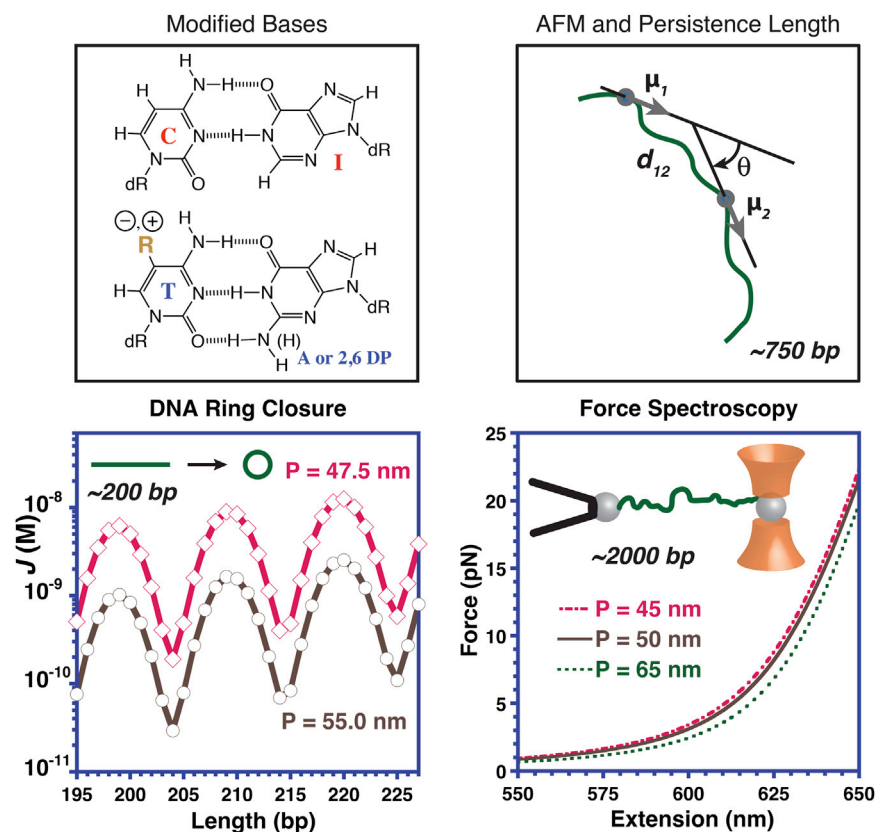 Modified Bases
H
N H O
H
N H
H C N H N N
N N I dR
dR O H
⊖,⊕
R H
N H O
N H
H T N H N N
N N dR
dR O H N (H)
H A or 2,6 DP
AFM and Persistence Length
μ1
d12
θ
μ2
~750 bp
DNA Ring Closure
~200 bp
P = 47.5 nm
P = 55.0 nm
J (M)
10-8
10-9
10-10
10-11
195 200 205 210 215 220 225
Length (bp)
Force Spectroscopy
~2000 bp
P = 45 nm
P = 50 nm
P = 65 nm
Force (pN)
25
20
15
10
5
0
550 575 600 625 650
Extension (nm)